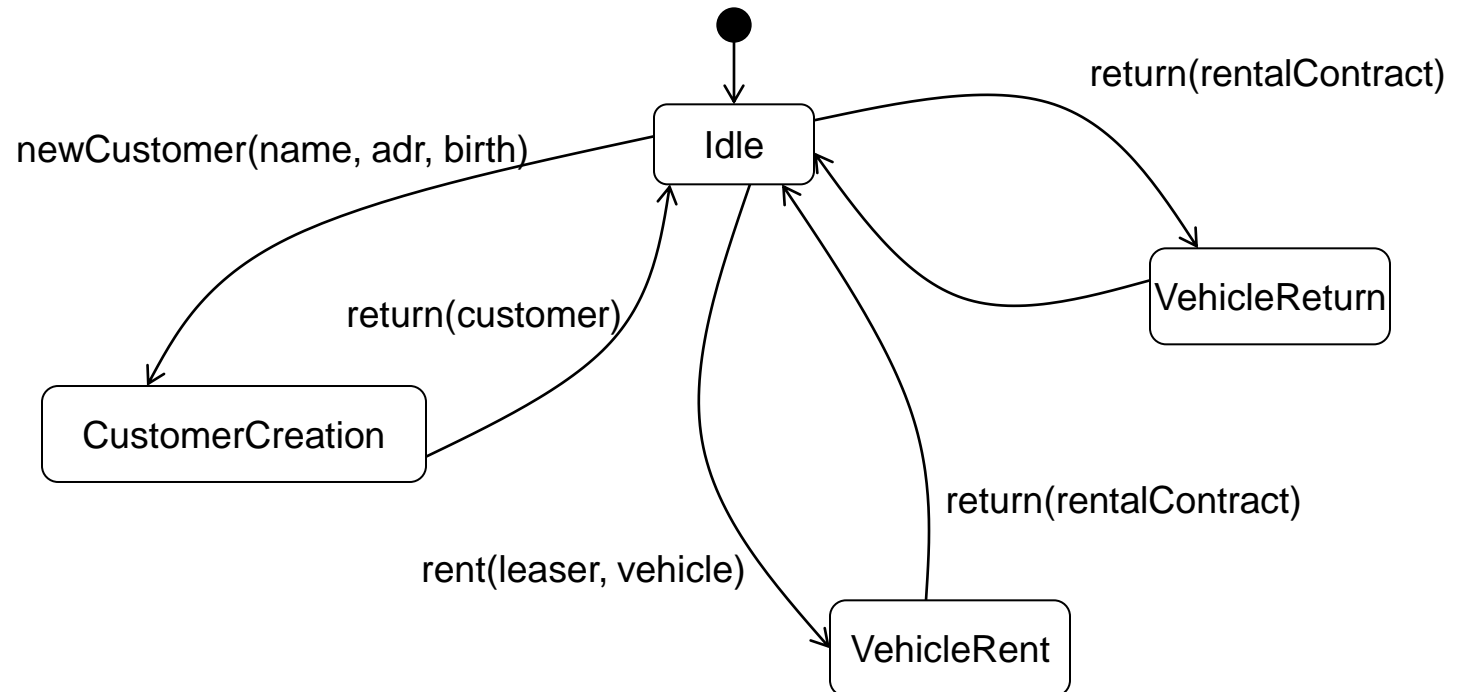 return(rentalContract)
newCustomer(name, adr, birth)
Idle
VehicleReturn
return(customer)
CustomerCreation
return(rentalContract)
rent(leaser, vehicle)
VehicleRent